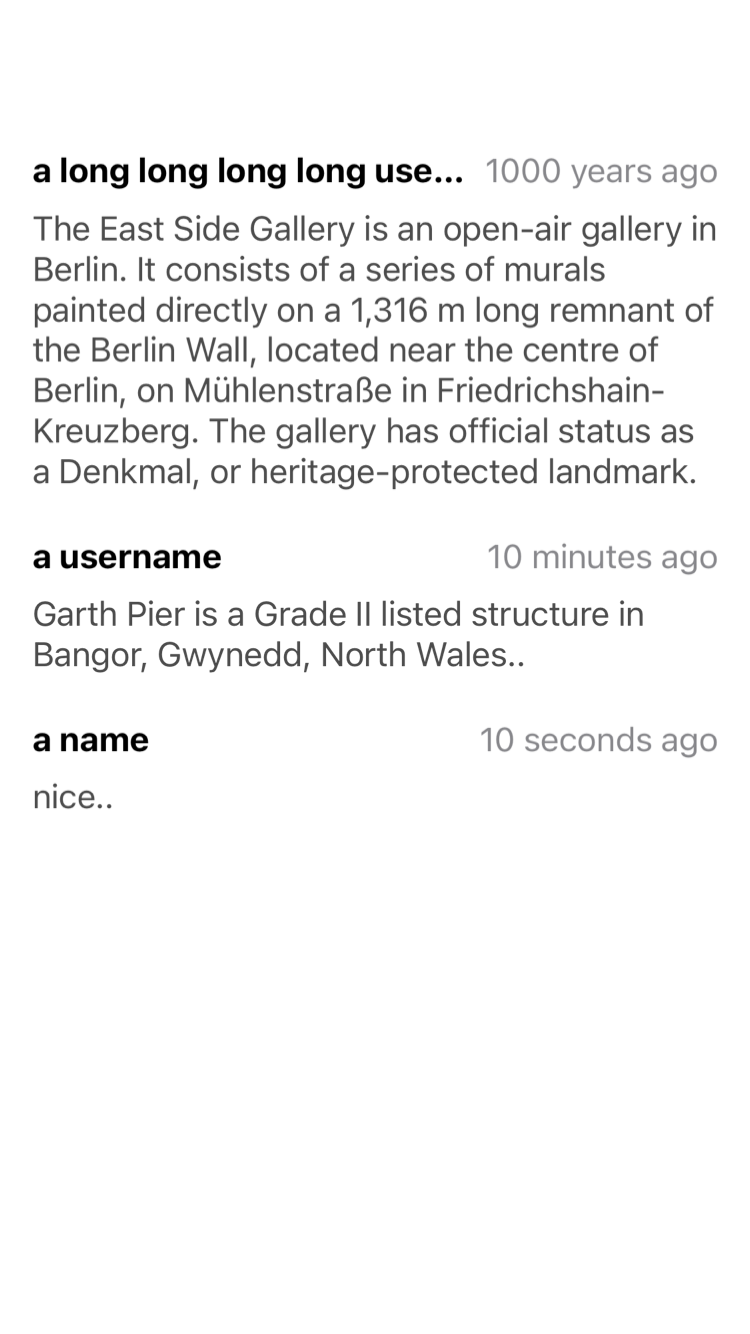 a long long long long use... 1000 years ago
The East Side Gallery is an open-air gallery in
Berlin. It consists of a series of murals
painted directly on a 1,316 m long remnant of
the Berlin Wall, located near the centre of
Berlin, on Mühlenstraße in Friedrichshain-
Kreuzberg. The gallery has official status as
a Denkmal, or heritage-protected landmark.
a username 10 minutes ago
Garth Pier is a Grade II listed structure in
Bangor, Gwynedd, North Wales..
a name 10 seconds ago
nice..